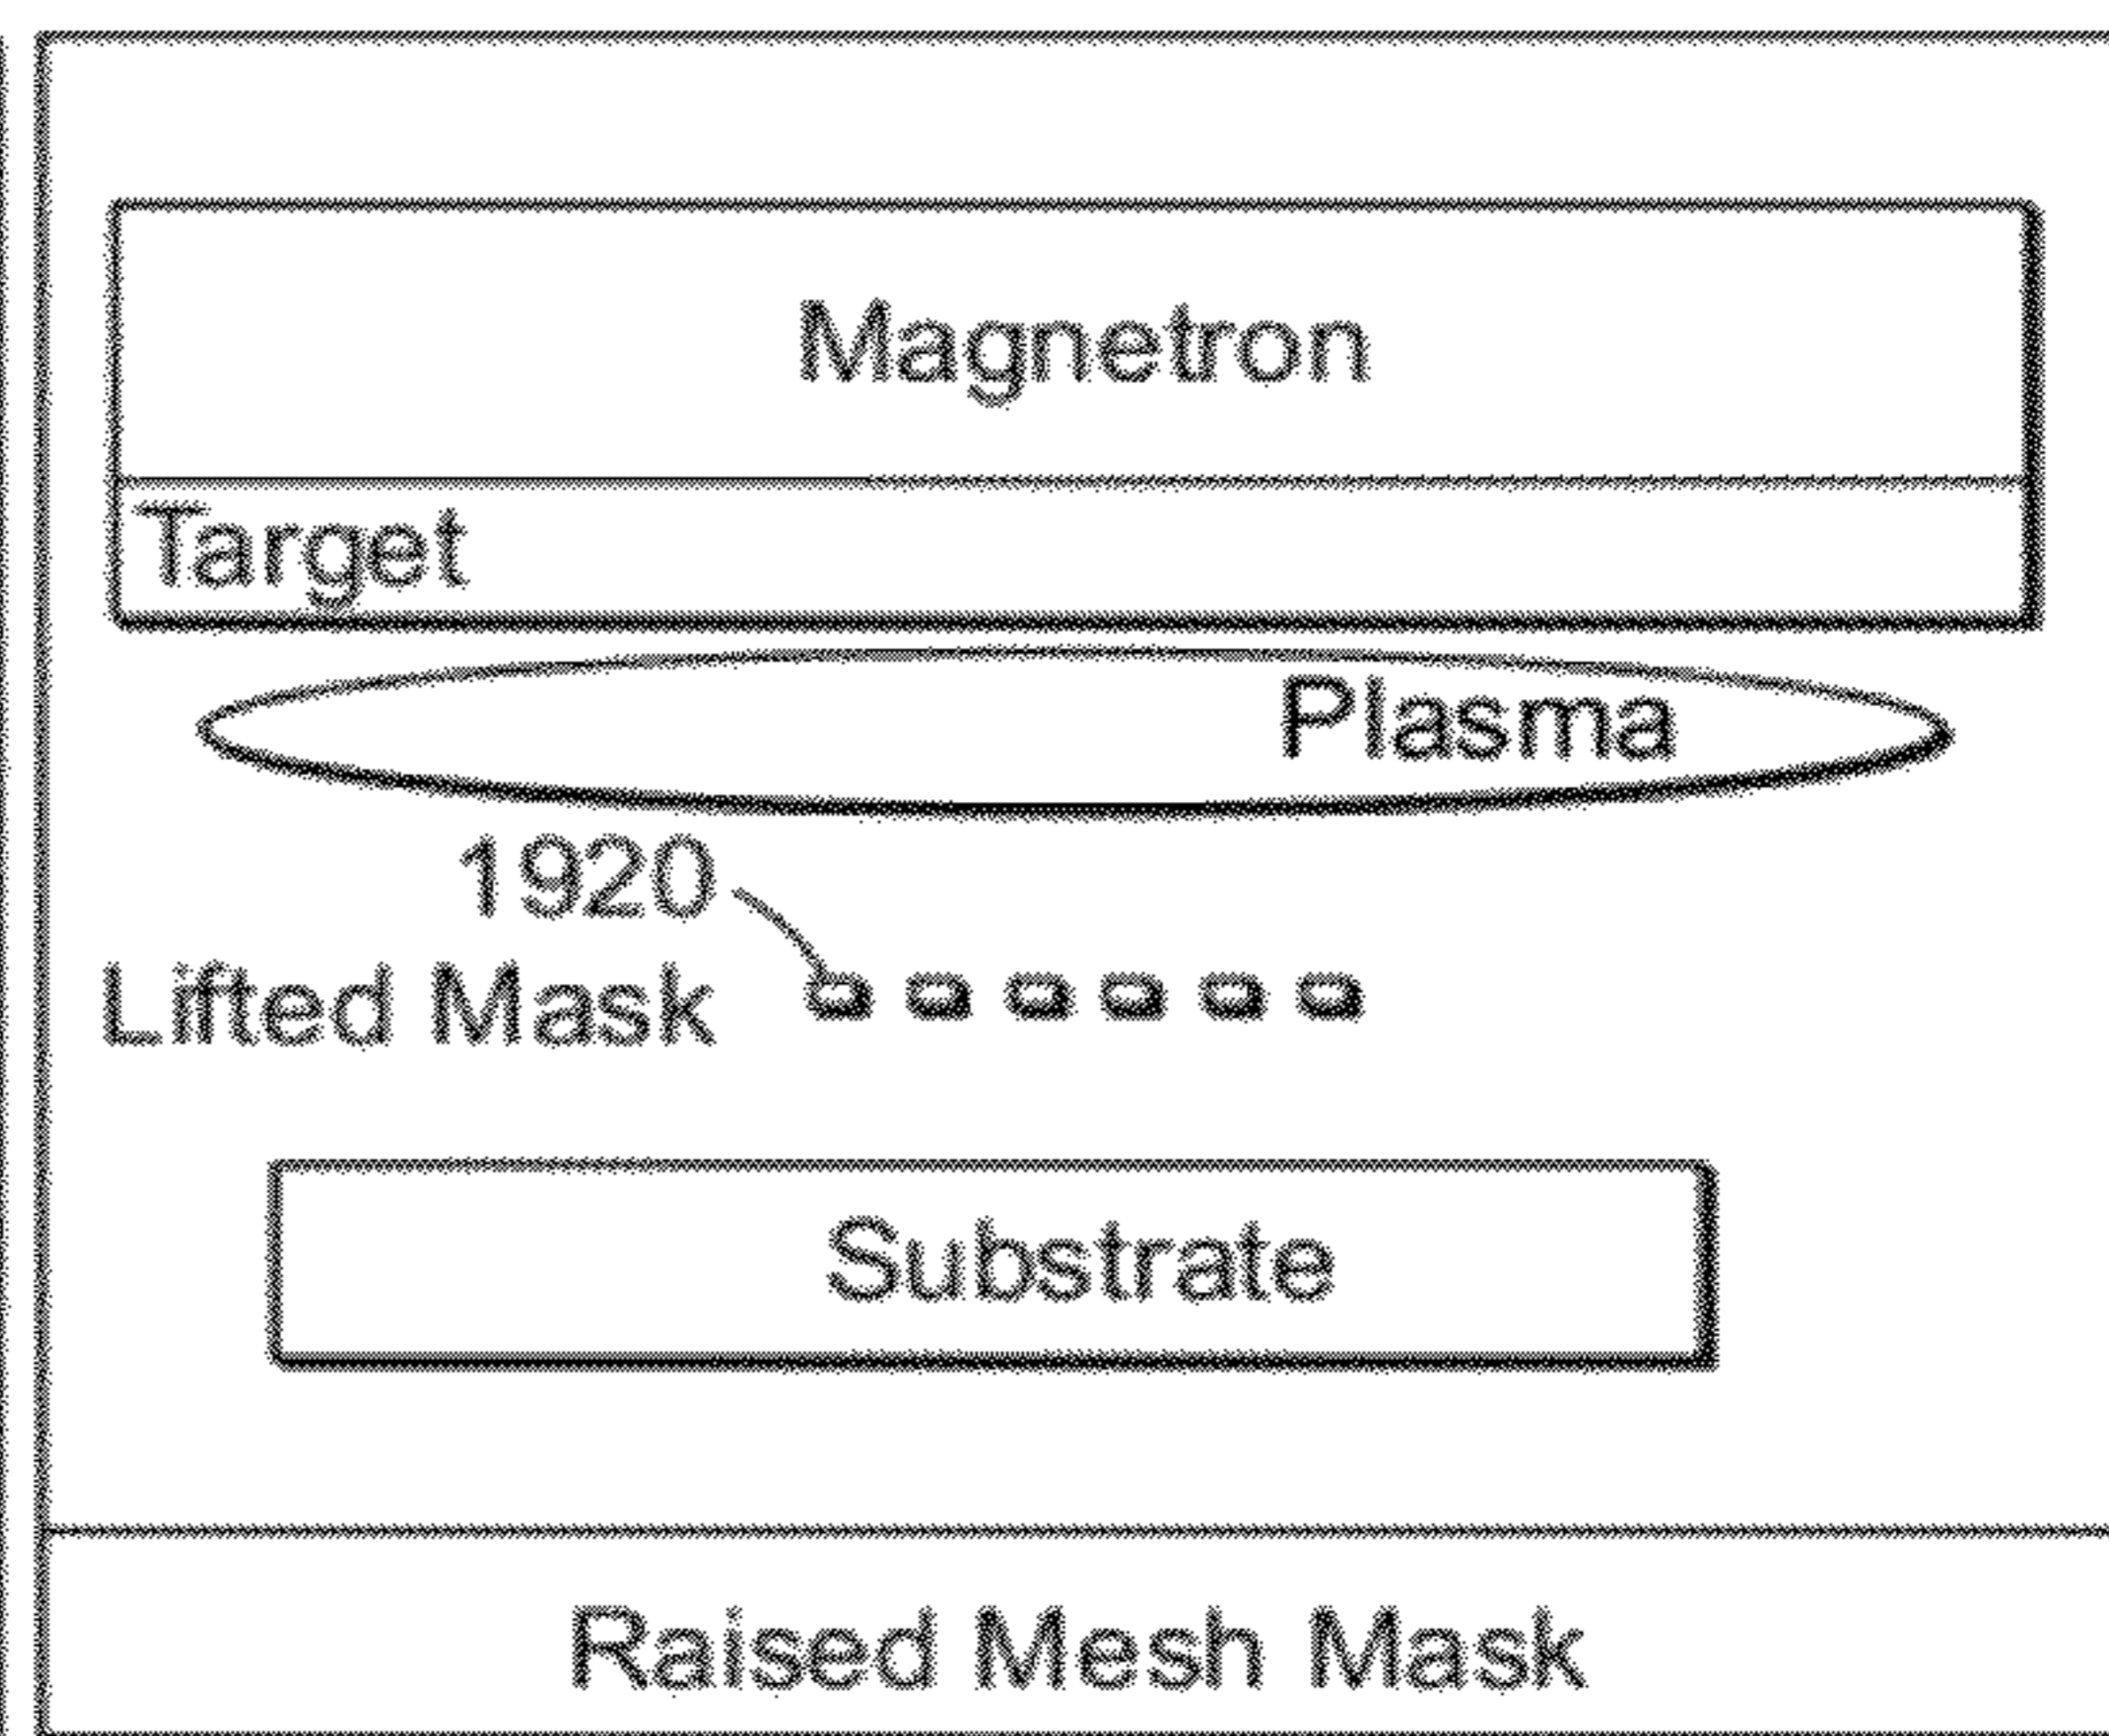 Magnetron
Target
Plasma
1920
Lifted Mask
Substrate
Raised Mesh Mask